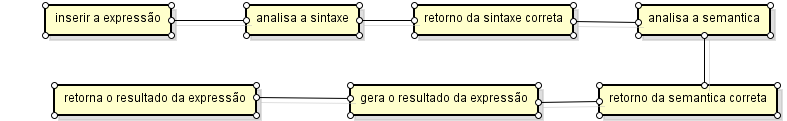 inserir a expressão
analisa a sintaxe
retorno da sintaxe correta
analisa a semantica
retorna o resultado da expressão
gera o resultado da expressão
retorno da semantica correta